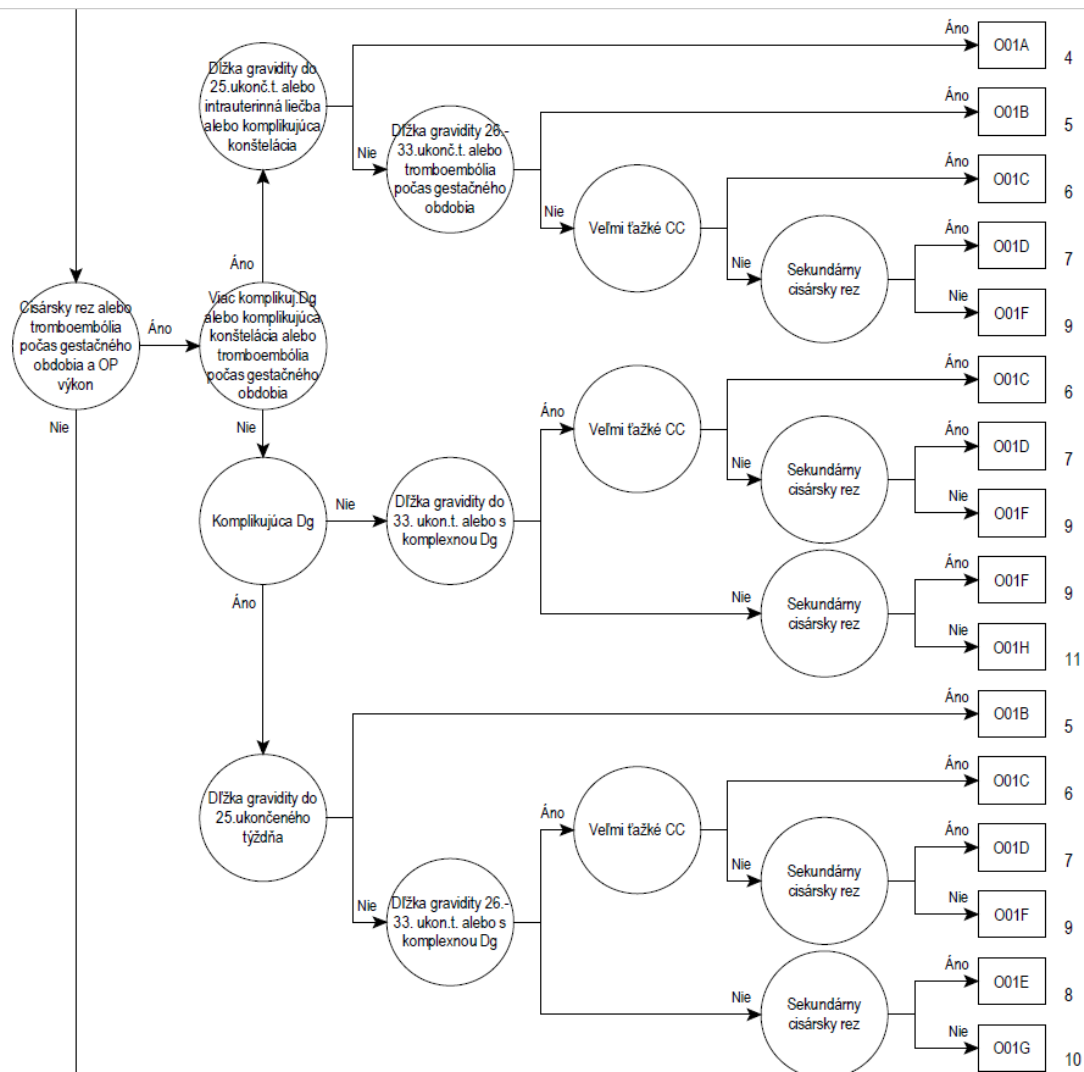 Áno
O01A
4
Dĺžka gravidity do
25.ukonč.t. alebo
intrauterinná liečba
alebo komplikujúca
konštelácia
Áno
O01B
5
Nie
Dĺžka gravidity 26.-
33.ukonč.t. alebo
tromboembólia
počas gestačného
obdobia
Áno
O01C
6
Nie
Veľmi ťažké CC
Áno
O01D
7
Nie
Sekundárny
cisársky rez
Nie
O01F
9
Áno
Cisársky rez alebo
tromboembólia
počas gestačného
obdobia a OP
výkon
Áno
Viac komplikuj.Dg
alebo komplikujúca
konštelácia alebo
tromboembólia
počas gestačného
obdobia
Nie
Nie
Áno
O01C
6
Áno
Veľmi ťažké CC
Áno
O01D
7
Nie
Sekundárny
cisársky rez
Nie
O01F
9
Komplikujúca Dg
Nie
Dĺžka gravidity do
33. ukon.t. alebo s
komplexnou Dg
Áno
O01F
9
Nie
Sekundárny
cisársky rez
Nie
O01H
11
Áno
Áno
O01B
5
Dĺžka gravidity do
25.ukončeného
týždňa
Áno
O01C
6
Áno
Veľmi ťažké CC
Áno
O01D
7
Nie
Sekundárny
cisársky rez
Nie
O01F
9
Nie
Dĺžka gravidity 26.-
33. ukon.t. alebo s
komplexnou Dg
Áno
O01E
8
Nie
Sekundárny
cisársky rez
Nie
O01G
10